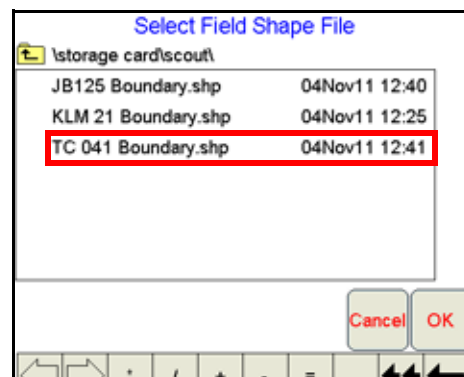 Select Field Shape File
\storage card\scout\
JB125 Boundary.shp 04Nov11 12:40
KLM 21 Boundary.shp 04Nov11 12:25
TC 041 Boundary.shp 04Nov11 12:41
Cancel OK